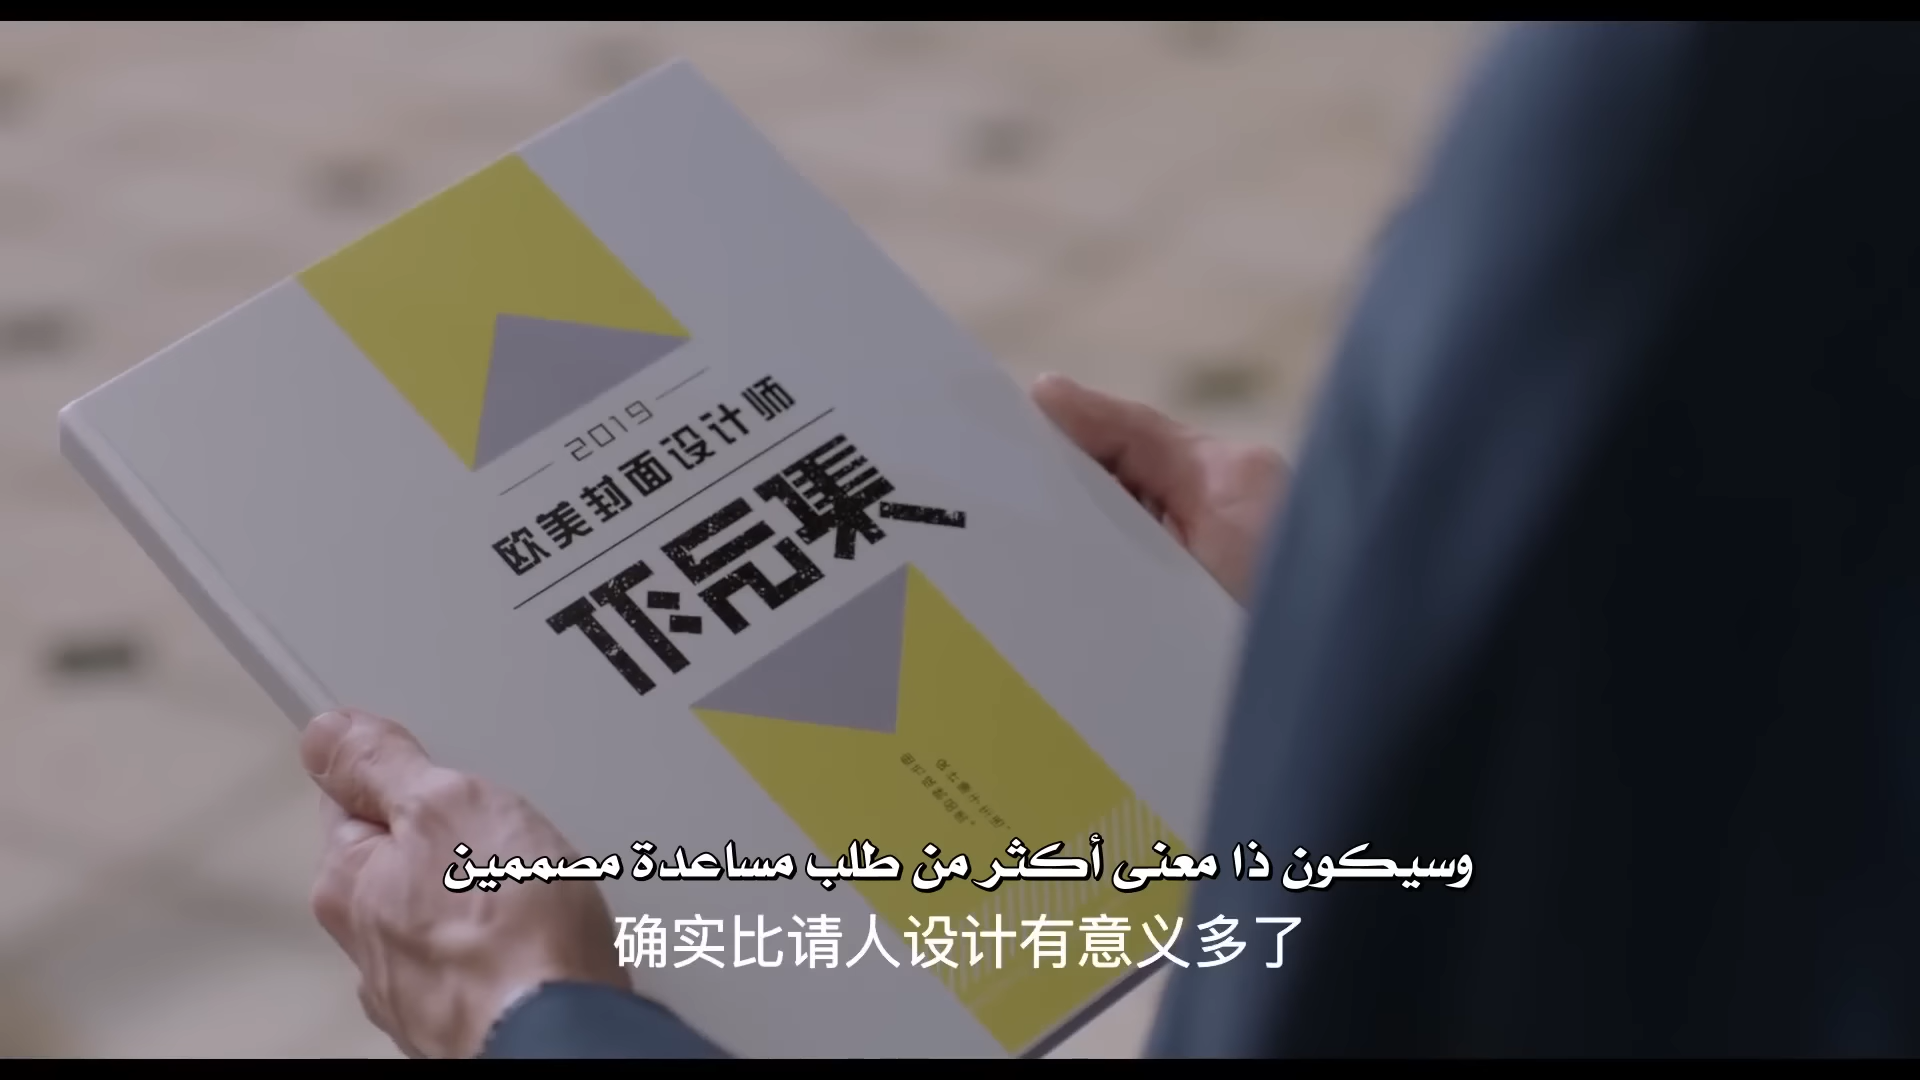 2019
欧美封面设计师
作品集
وسيكون ذا معنى أكثر من طلب مساعدة مصممين
确实比请人设计有意义多了